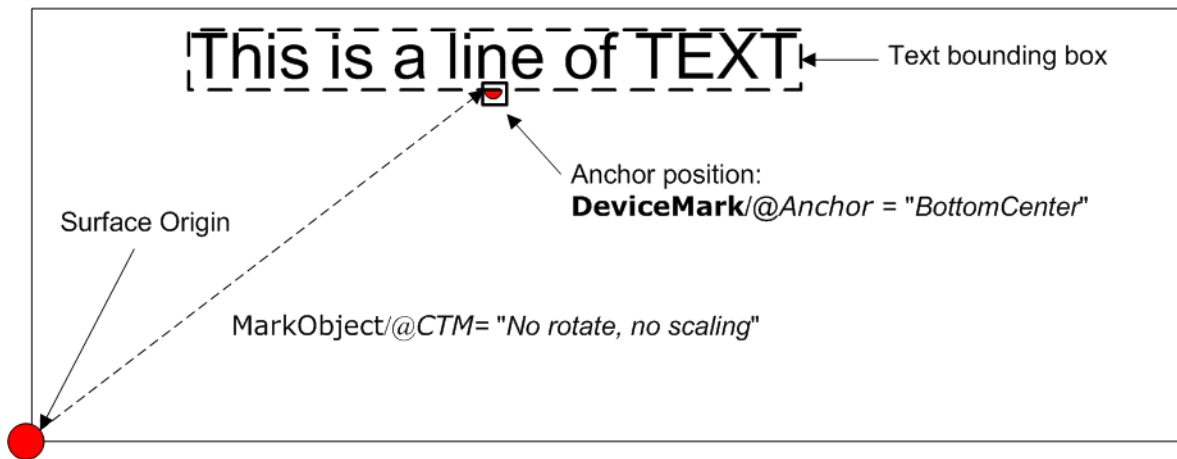 This is a line of TEXT
Text bounding box
Anchor position:
DeviceMark/@Anchor = "BottomCenter"
Surface Origin
MarkObject/@CTM= "No rotate, no scaling"